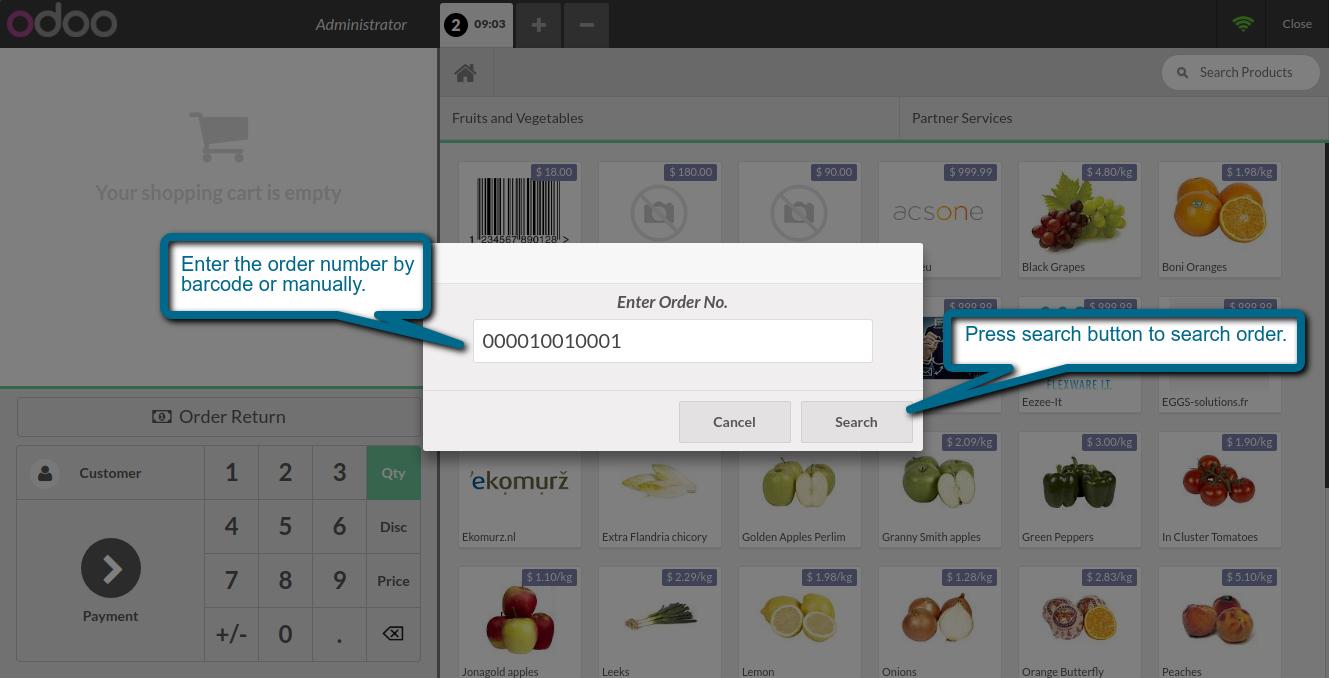 odoo
Administrator
2 09:03
+
−
Close
Search Products
Fruits and Vegetables
Partner Services
Your shopping cart is empty
$ 18.00
$ 180.00
$ 90.00
$ 999.99
$ 4.80/kg
$ 1.98/kg
1 234567 890128 >
acsone
eu
Black Grapes
Boni Oranges
Enter the order number by
barcode or manually.
Enter Order No.
000010010001
Cancel
Search
Press search button to search order.
$ 999.99
$ 999.99
$ 999.99
FLEXWARE I.T.
Eezee-It
EGGS-solutions.fr
Order Return
Customer
1
2
3
Qty
4
5
6
Disc
7
8
9
Price
Payment
+/-
0
.
$ 2.09/kg
$ 3.00/kg
$ 1.90/kg
ekomurž
Ekomurz.nl
Extra Flandria chicory
Golden Apples Perlim
Granny Smith apples
Green Peppers
In Cluster Tomatoes
$ 1.10/kg
$ 2.29/kg
$ 1.98/kg
$ 1.28/kg
$ 2.83/kg
$ 5.10/kg
Jonagold apples
Leeks
Lemon
Onions
Orange Butterfly
Peaches